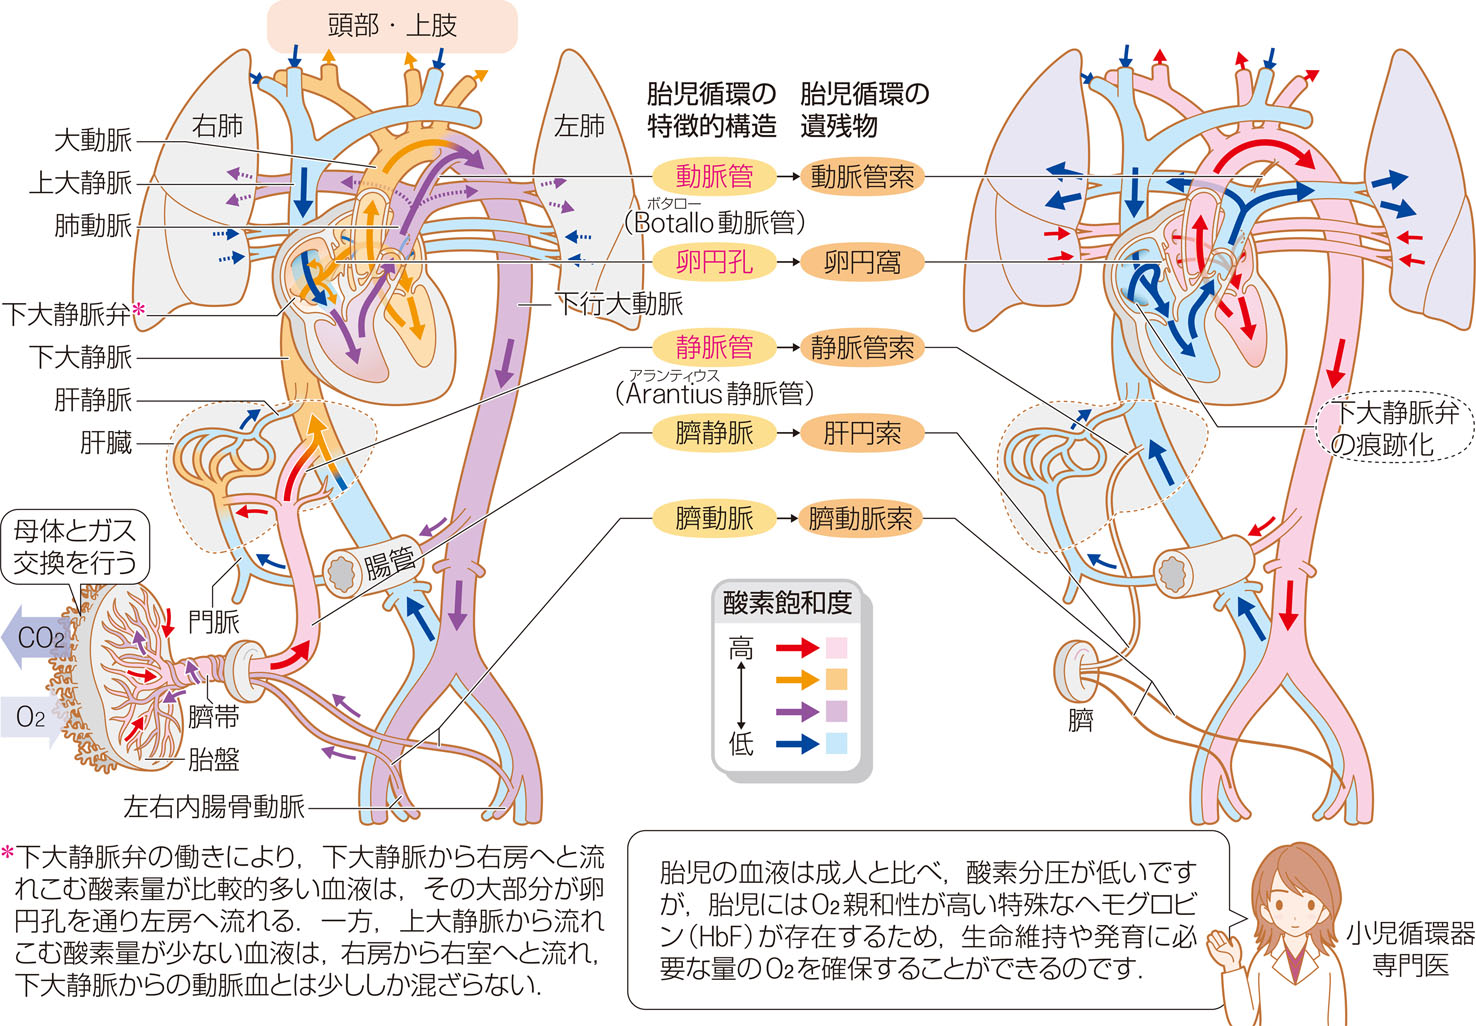 頭部・上肢
右肺
左肺
大動脈
上大静脈
肺動脈
下大静脈弁*
下大静脈
肝静脈
肝臓
母体とガス
交換を行う
CO2
O2
門脈
臍帯
胎盤
左右内腸骨動脈
腸管
下行大動脈
胎児循環の
特徴的構造
胎児循環の
遺残物
動脈管
動脈管索
ボタロー
(Botallo動脈管)
卵円孔
卵円窩
静脈管
静脈管索
アランティウス
(Arantius静脈管)
臍静脈
肝円索
臍動脈
臍動脈索
酸素飽和度
高
低
下大静脈弁
の痕跡化
臍
*下大静脈弁の働きにより，下大静脈から右房へと流
れこむ酸素量が比較的多い血液は，その大部分が卵
円孔を通り左房へ流れる．一方，上大静脈から流れ
こむ酸素量が少ない血液は，右房から右室へと流れ，
下大静脈からの動脈血とは少ししか混ざらない．
胎児の血液は成人と比べ，酸素分圧が低いです
が，胎児にはO2親和性が高い特殊なヘモグロビ
ン(HbF)が存在するため，生命維持や発育に必
要な量のO2を確保することができるのです．
小児循環器
専門医